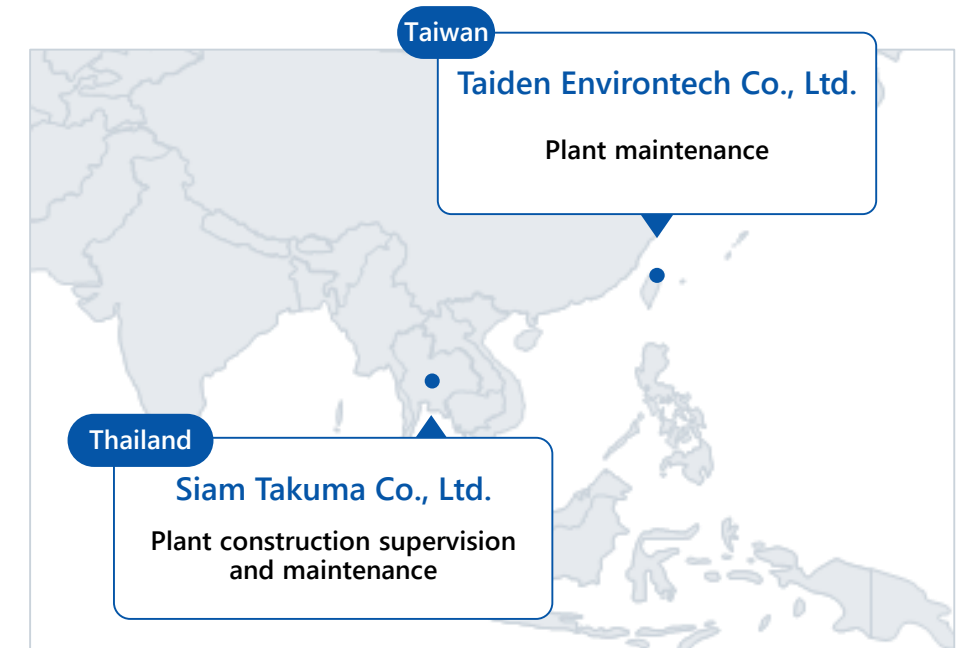 Taiwan
Taiden Environtech Co., Ltd.
Plant maintenance
Thailand
Siam Takuma Co., Ltd.
Plant construction supervision
and maintenance